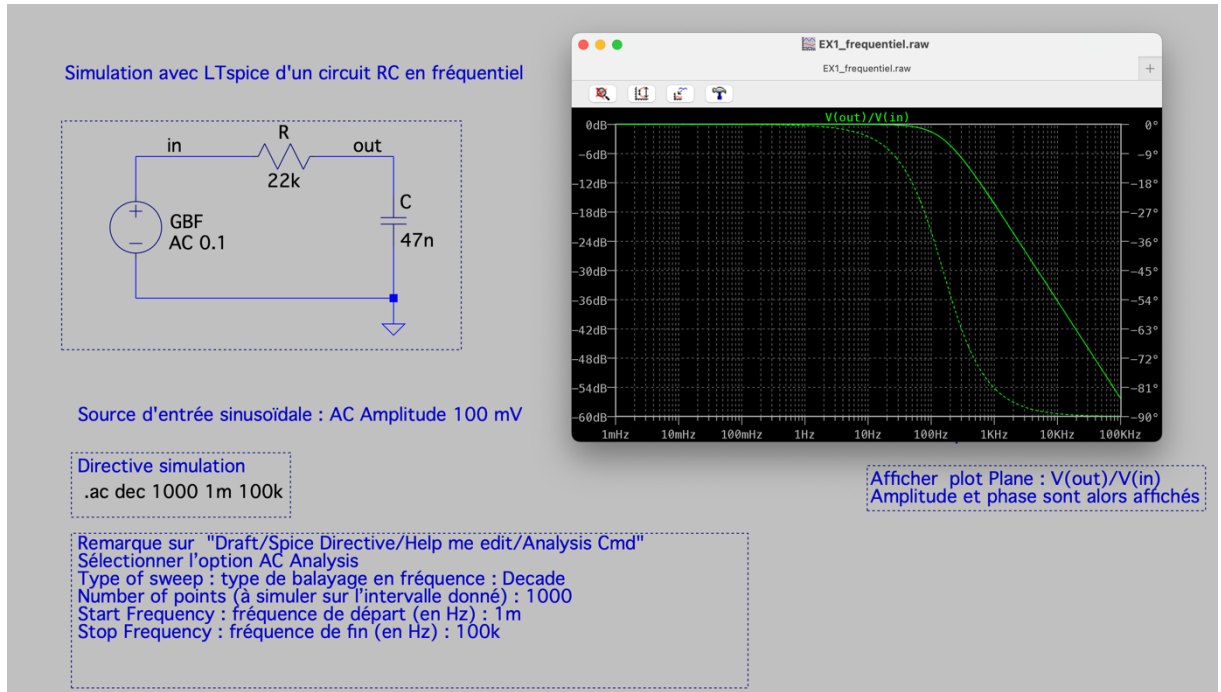 Simulation avec LTspice d'un circuit RC en fréquentiel
in
R
out
22k
C
47n
GBF
AC 0.1
+
−
EX1_frequentiel.raw
EX1_frequentiel.raw
+
V(out)/V(in)
0dB
-6dB
-12dB
-18dB
-24dB
-30dB
-36dB
-42dB
-48dB
-54dB
-60dB
0°
-9°
-18°
-27°
-36°
-45°
-54°
-63°
-72°
-81°
-90°
1mHz 10mHz 100mHz 1Hz 10Hz 100Hz 1KHz 10KHz 100KHz
Source d'entrée sinusoïdale : AC Amplitude 100 mV
Directive simulation
.ac dec 1000 1m 100k
Afficher plot Plane : V(out)/V(in)
Amplitude et phase sont alors affichés
Remarque sur "Draft/Spice Directive/Help me edit/Analysis Cmd"
Sélectionner l'option AC Analysis
Type of sweep : type de balayage en fréquence : Decade
Number of points (à simuler sur l'intervalle donné) : 1000
Start Frequency : fréquence de départ (en Hz) : 1m
Stop Frequency : fréquence de fin (en Hz) : 100k